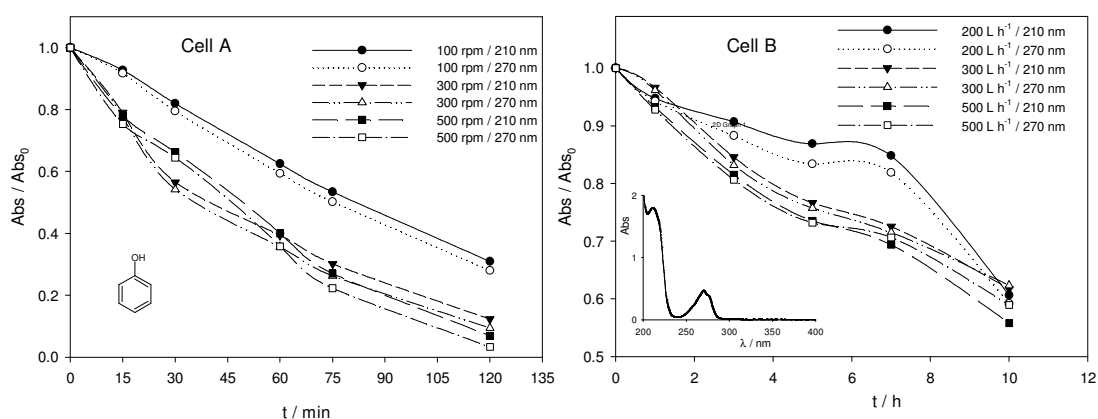 Cell A
100 rpm / 210 nm
100 rpm / 270 nm
300 rpm / 210 nm
300 rpm / 270 nm
500 rpm / 210 nm
500 rpm / 270 nm
Abs / Abs0
1.0
0.8
0.6
0.4
0.2
0.0
OH
0 15 30 45 60 75 90 105 120 135
t / min
Cell B
200 L h-1 / 210 nm
200 L h-1 / 270 nm
300 L h-1 / 210 nm
300 L h-1 / 270 nm
500 L h-1 / 210 nm
500 L h-1 / 270 nm
Abs / Abs0
1.0
0.9
0.8
0.7
0.6
0.5
Abs
2
1
0
200 250 300 350 400
λ / nm
0 2 4 6 8 10 12
t / h